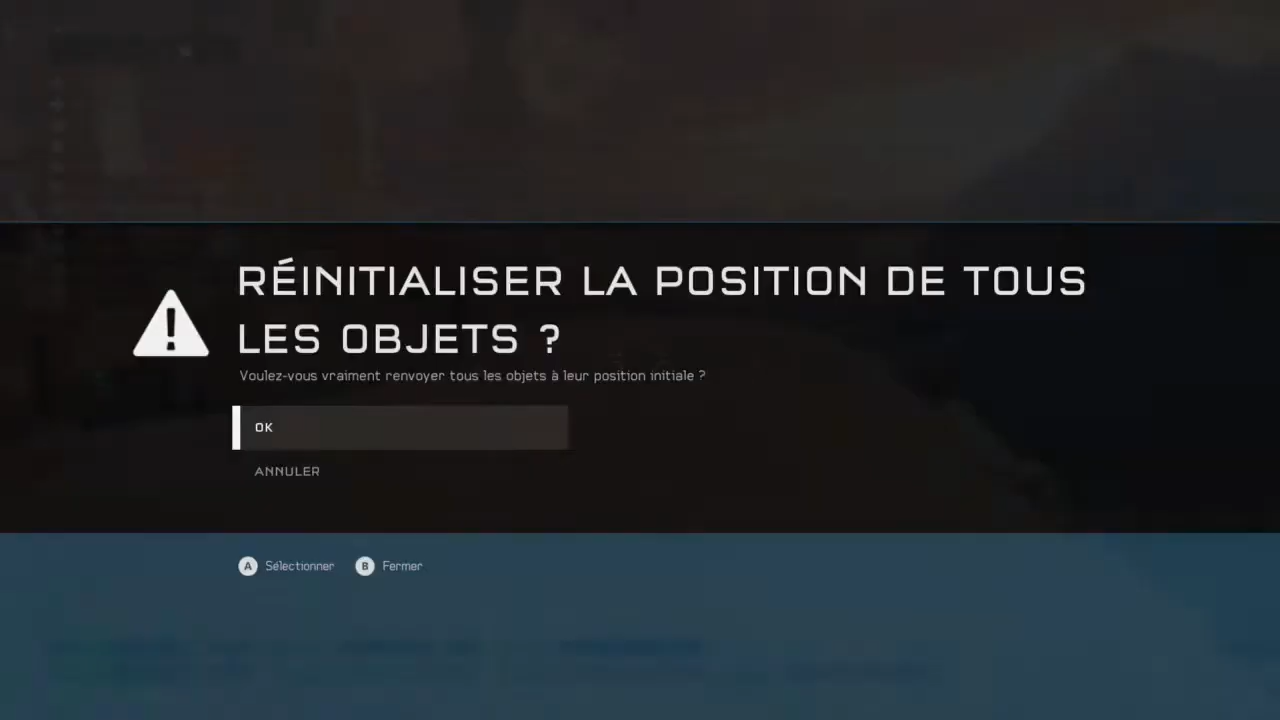 RÉINITIALISER LA POSITION DE TOUS
LES OBJETS ?
Voulez-vous vraiment renvoyer tous les objets à leur position initiale ?
OK
ANNULER
A Sélectionner B Fermer